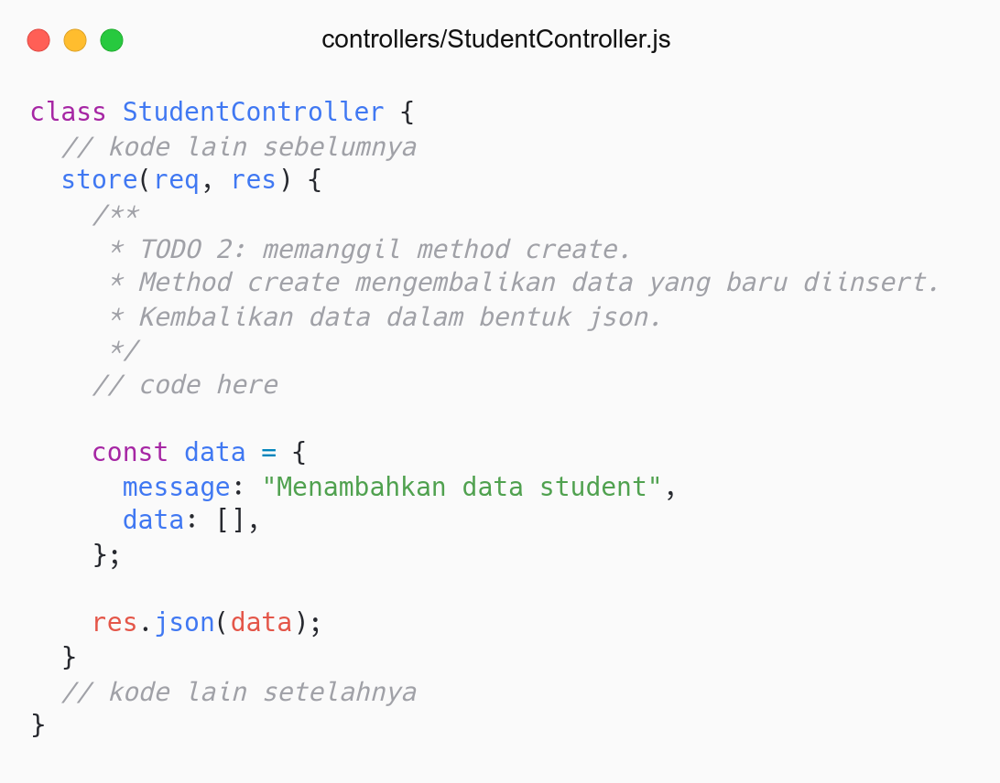 controllers/StudentController.js
class StudentController {
  // kode lain sebelumnya
  store(req, res) {
    /**
     * TODO 2: memanggil method create.
     * Method create mengembalikan data yang baru diinsert.
     * Kembalikan data dalam bentuk json.
     */
    // code here

    const data = {
      message: "Menambahkan data student",
      data: [],
    };

    res.json(data);
  }
  // kode lain setelahnya
}